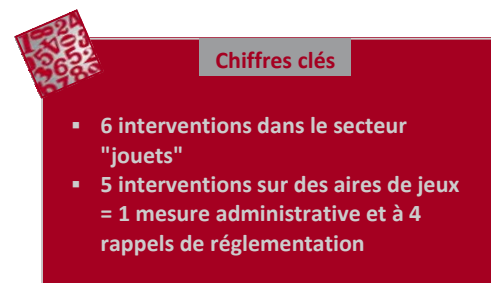 Chiffres clés
▪ 6 interventions dans le secteur
"jouets"
▪ 5 interventions sur des aires de jeux
= 1 mesure administrative et à 4
rappels de réglementation